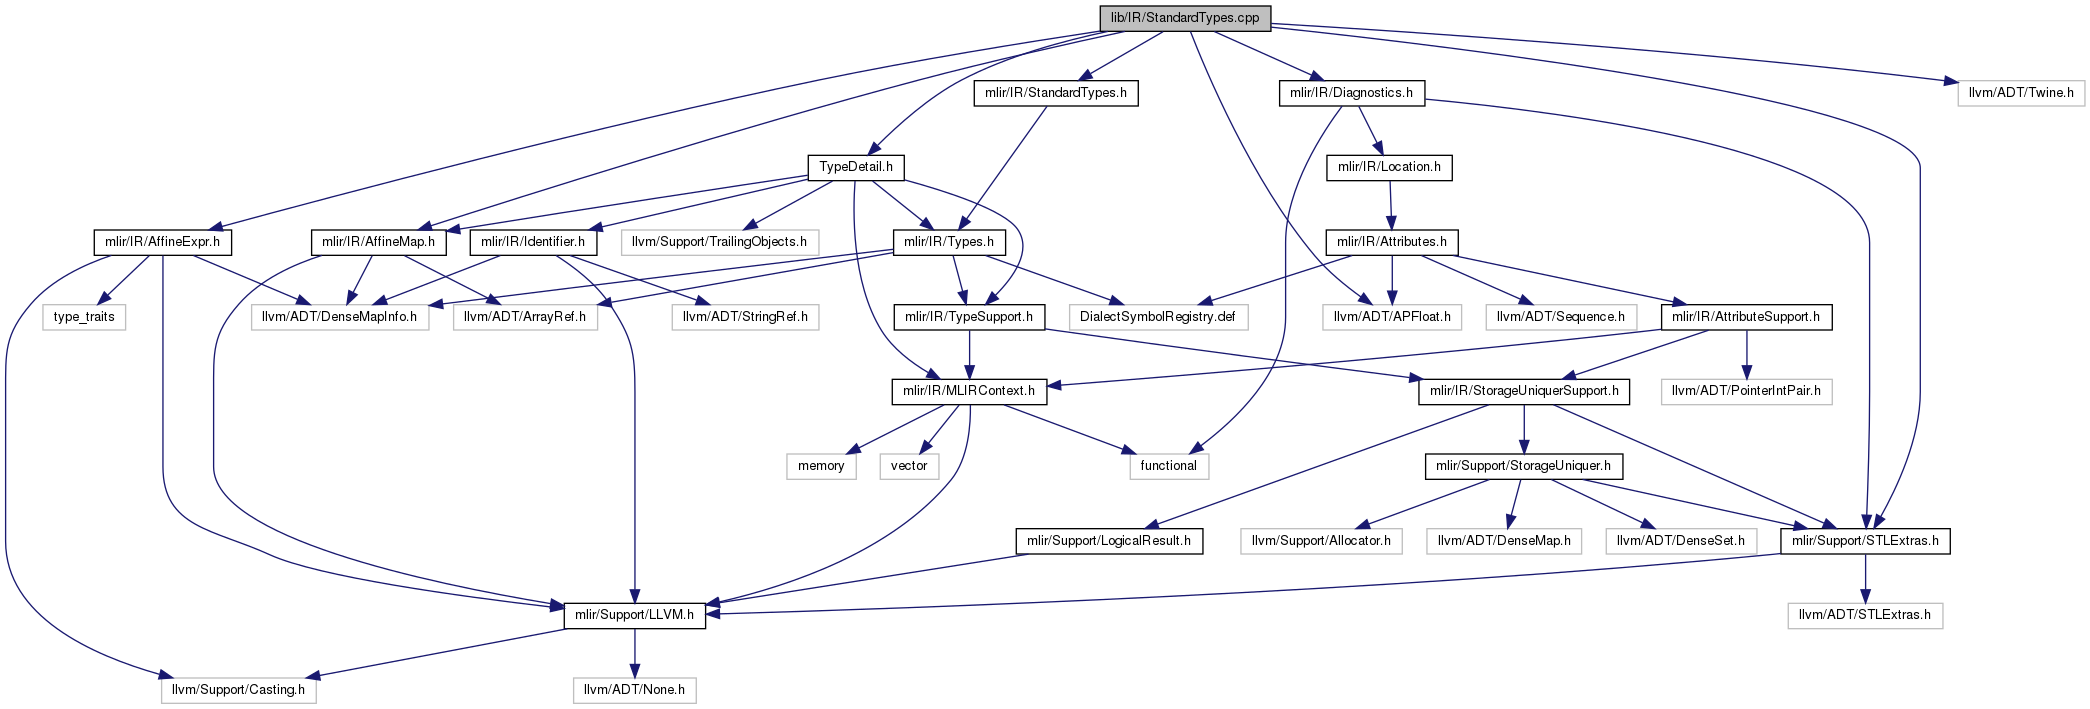 lib/IR/StandardTypes.cpp
mlir/IR/StandardTypes.h
mlir/IR/Diagnostics.h
llvm/ADT/Twine.h
TypeDetail.h
mlir/IR/Location.h
mlir/IR/AffineExpr.h
mlir/IR/AffineMap.h
mlir/IR/Identifier.h
llvm/Support/TrailingObjects.h
mlir/IR/Types.h
mlir/IR/Attributes.h
type_traits
llvm/ADT/DenseMapInfo.h
llvm/ADT/ArrayRef.h
llvm/ADT/StringRef.h
mlir/IR/TypeSupport.h
DialectSymbolRegistry.def
llvm/ADT/APFloat.h
llvm/ADT/Sequence.h
mlir/IR/AttributeSupport.h
mlir/IR/MLIRContext.h
mlir/IR/StorageUniquerSupport.h
llvm/ADT/PointerIntPair.h
memory
vector
functional
mlir/Support/StorageUniquer.h
mlir/Support/LogicalResult.h
llvm/Support/Allocator.h
llvm/ADT/DenseMap.h
llvm/ADT/DenseSet.h
mlir/Support/STLExtras.h
mlir/Support/LLVM.h
llvm/ADT/STLExtras.h
llvm/Support/Casting.h
llvm/ADT/None.h